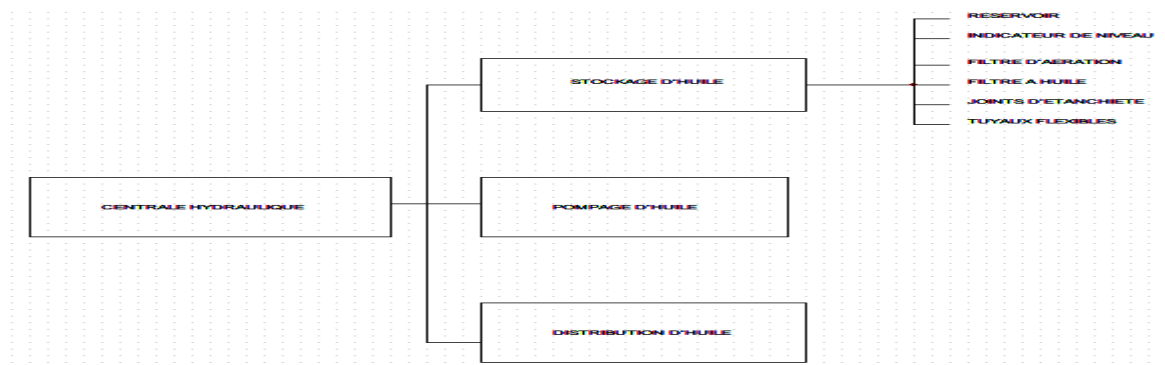 RESERVOIR
INDICATEUR DE NIVEAU
FILTRE D'AERATION
STOCKAGE D'HUILE
FILTRE A HUILE
JOINTS D'ETANCHIETE
TUYAUX FLEXIBLES
CENTRALE HYDRAULIQUE
POMPAGE D'HUILE
DISTRIBUTION D'HUILE